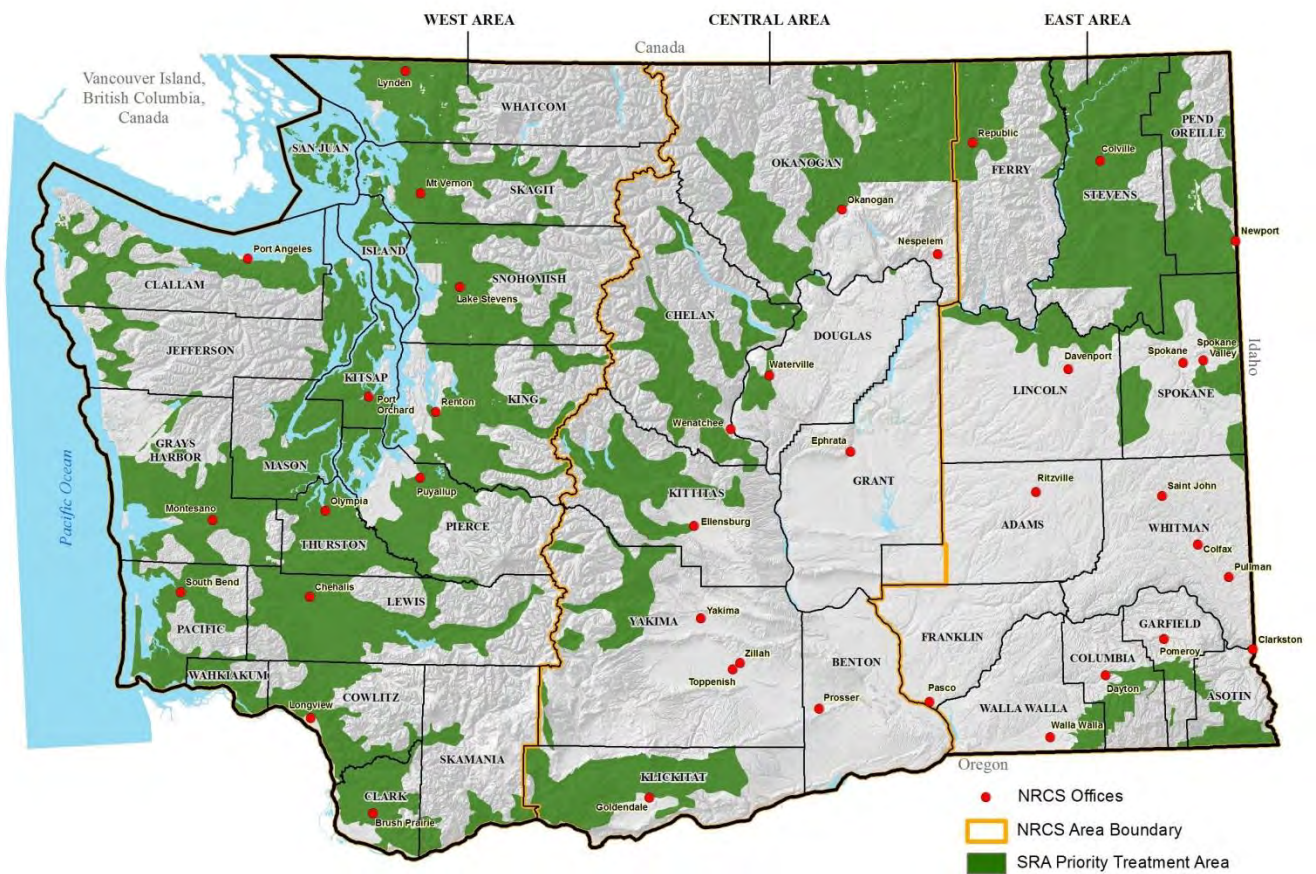 WEST AREA
CENTRAL AREA
EAST AREA
Canada
Vancouver Island,
British Columbia,
Canada
Lynden
WHATCOM
SAN JUAN
Mt Vernon
SKAGIT
OKANOGAN
Okanogan
Nespelem
Republic
FERRY
Colville
STEVENS
PEND
OREILLE
Newport
Port Angeles
CLALLAM
ISLAND
SNOHOMISH
Lake Stevens
CHELAN
DOUGLAS
Waterville
JEFFERSON
KITSAP
Port
Orchard
Renton
KING
Wenatchee
Ephrata
GRANT
Davenport
LINCOLN
Spokane
Spokane
Valley
SPOKANE
Idaho
GRAYS
HARBOR
MASON
Olympia
Puyallup
PIERCE
KITTITAS
Ellensburg
Ritzville
ADAMS
Saint John
WHITMAN
Colfax
Pullman
Pacific Ocean
Montesano
THURSTON
South Bend
PACIFIC
Chehalis
LEWIS
YAKIMA
Yakima
Zillah
Toppenish
BENTON
Prosser
FRANKLIN
Pasco
GARFIELD
Pomeroy
Clarkston
COLUMBIA
Dayton
ASOTIN
WALLA WALLA
Walla Walla
WAHKIAKUM
COWLITZ
Longview
SKAMANIA
CLARK
Brush Prairie
KLICKITAT
Goldendale
Oregon
NRCS Offices
NRCS Area Boundary
SRA Priority Treatment Area